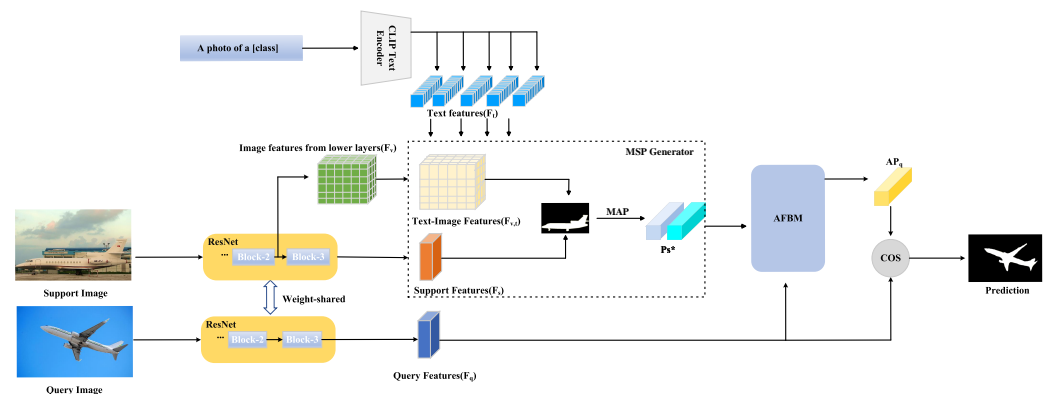 A photo of a [class]
CLIP Text
Encoder
Text features(Ft)
Image features from lower layers(Fv)
MSP Generator
Text-Image Features(Fv,t)
MAP
Ps*
AFBM
APq
COS
Prediction
ResNet
... Block-2 Block-3
Support Features(Fs)
Support Image
Weight-shared
ResNet
... Block-2 Block-3
Query Features(Fq)
Query Image